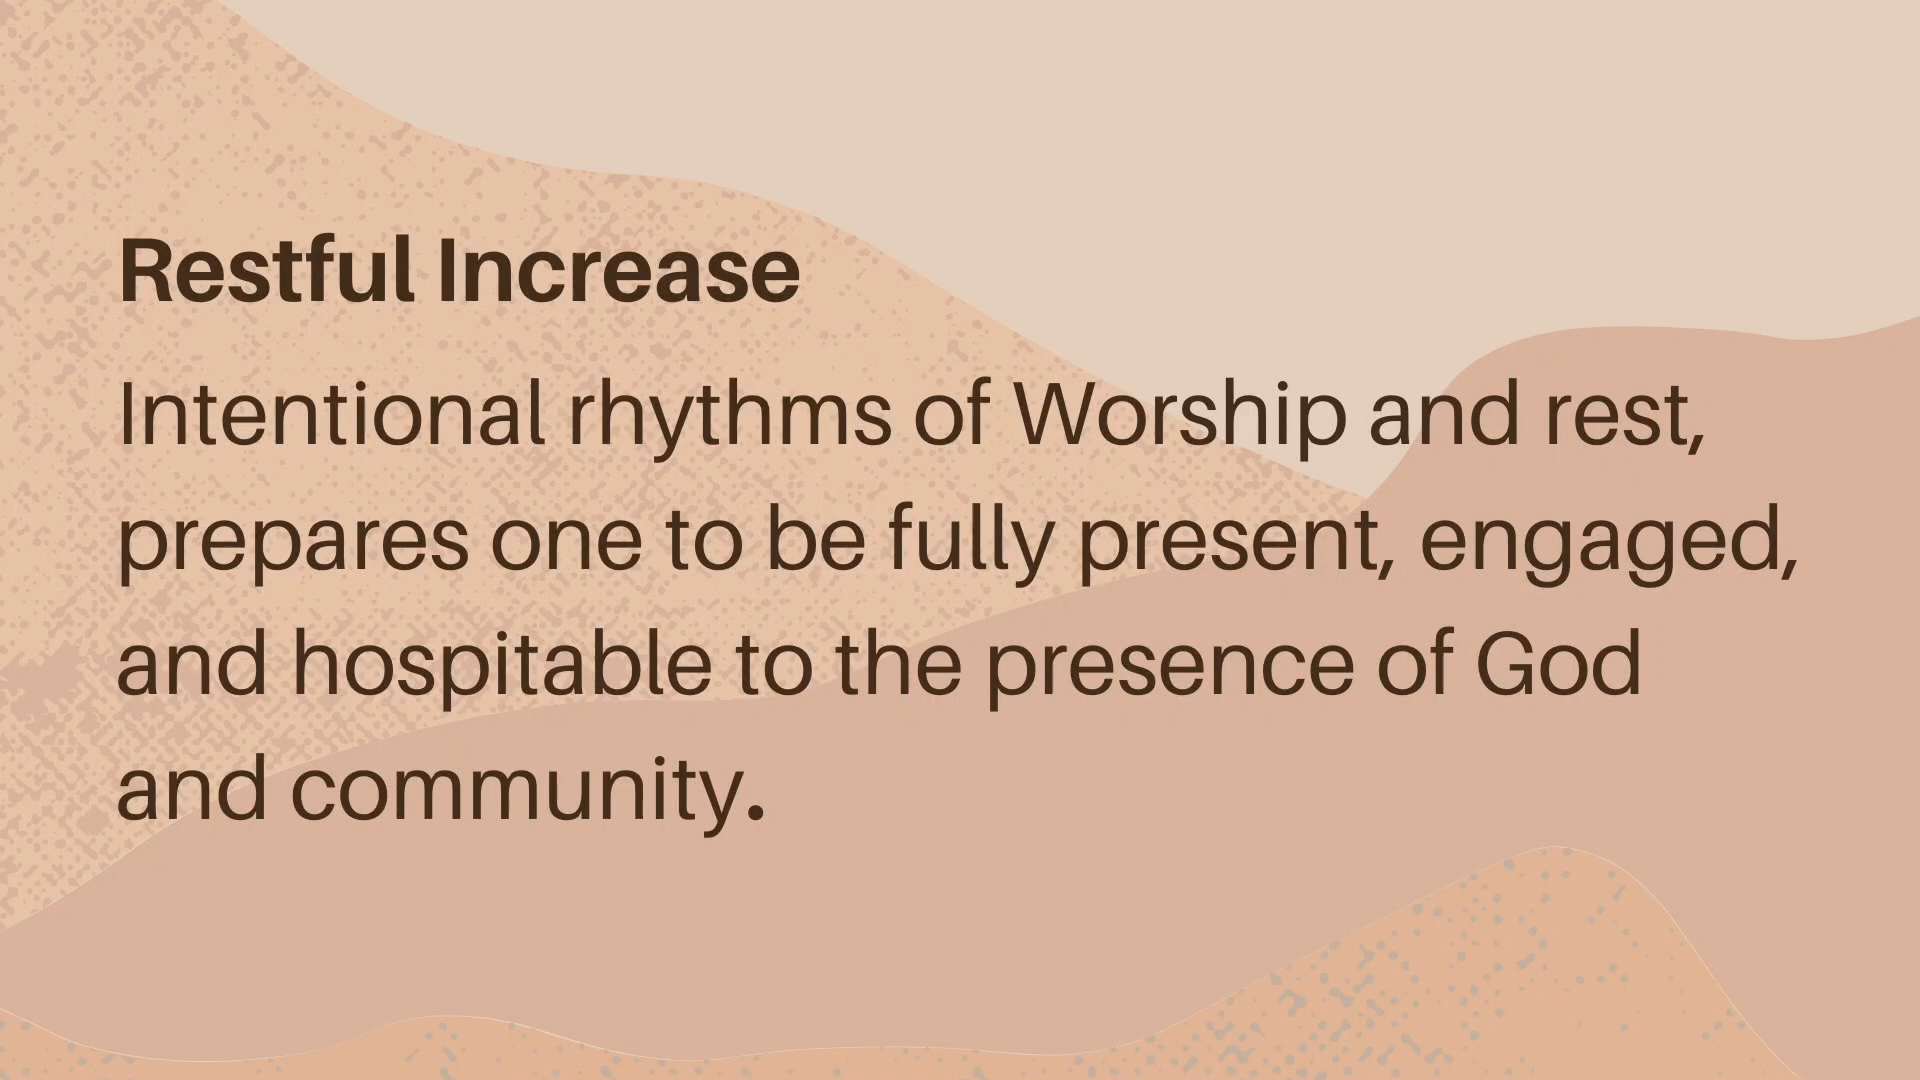 Restful Increase
Intentional rhythms of Worship and rest,
prepares one to be fully present, engaged,
and hospitable to the presence of God
and community.